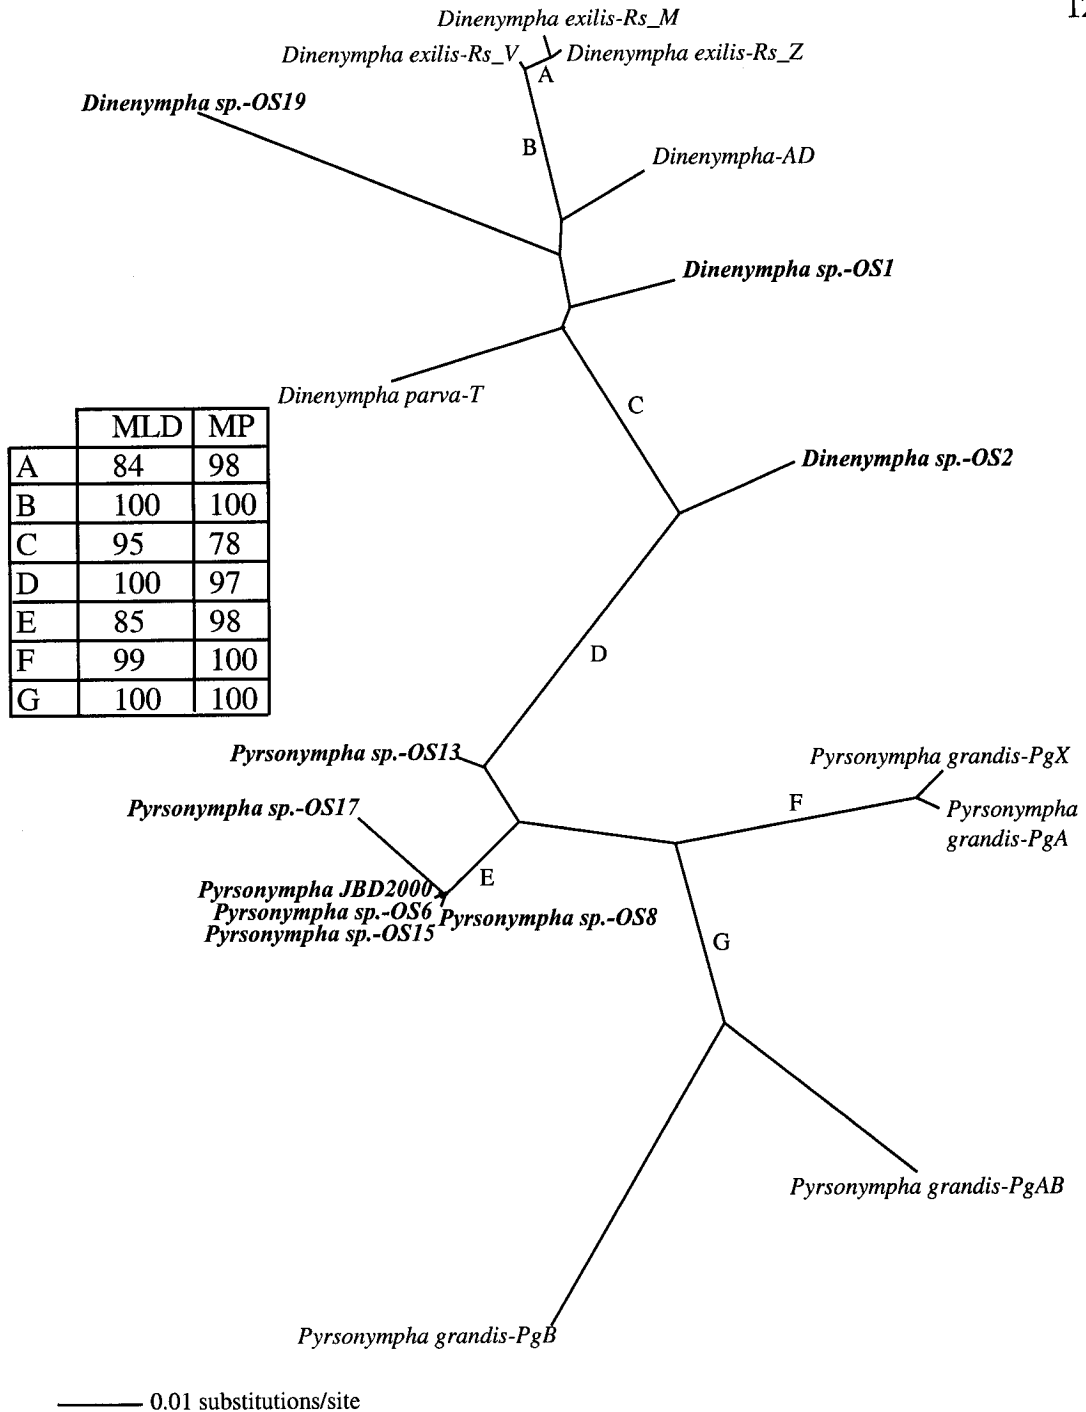 12
Dinenympha exilis-Rs_M
Dinenympha exilis-Rs_V
Dinenympha exilis-Rs_Z
A
Dinenympha sp.-OS19
B
Dinenympha-AD
Dinenympha sp.-OS1
Dinenympha parva-T
C
Dinenympha sp.-OS2
MLD MP
A 84 98
B 100 100
C 95 78
D 100 97
E 85 98
F 99 100
G 100 100
D
Pyrsonympha sp.-OS13
Pyrsonympha grandis-PgX
F
Pyrsonympha sp.-OS17
Pyrsonympha
grandis-PgA
E
Pyrsonympha JBD2000
Pyrsonympha sp.-OS6
Pyrsonympha sp.-OS8
Pyrsonympha sp.-OS15
G
Pyrsonympha grandis-PgAB
Pyrsonympha grandis-PgB
0.01 substitutions/site